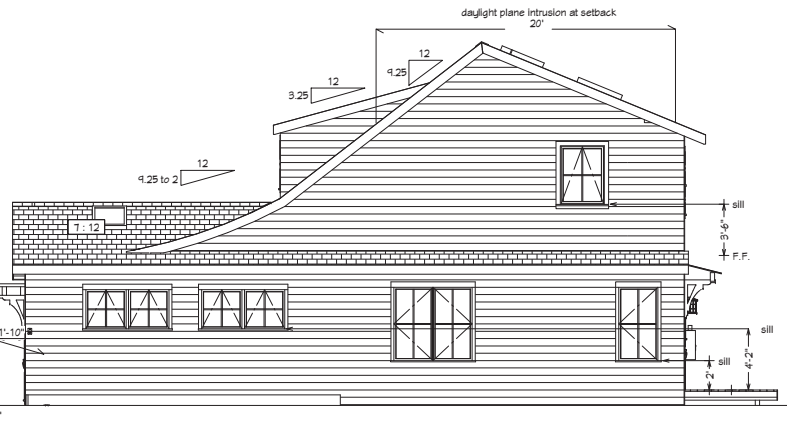 daylight plane intrusion at setback
20'
12
9.25
12
3.25
12
9.25 to 2
7 : 12
sill
3'-6"
F.F.
1'-10"
sill
4'-2"
sill
2'